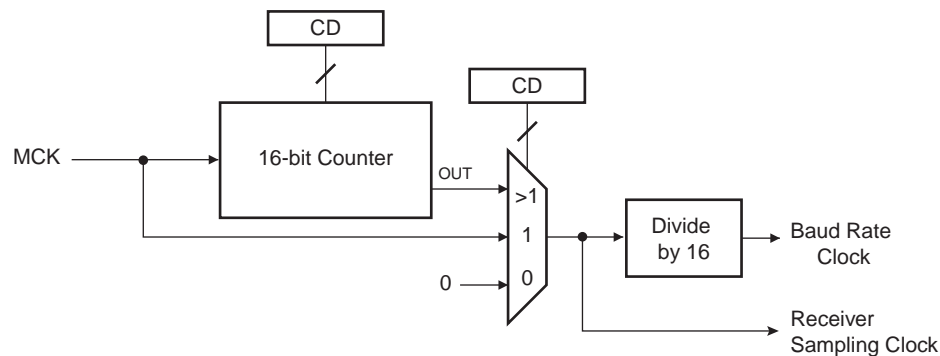 CD
CD
MCK
16-bit Counter
OUT
>1
1
0
0
Divide
by 16
Baud Rate
Clock
Receiver
Sampling Clock